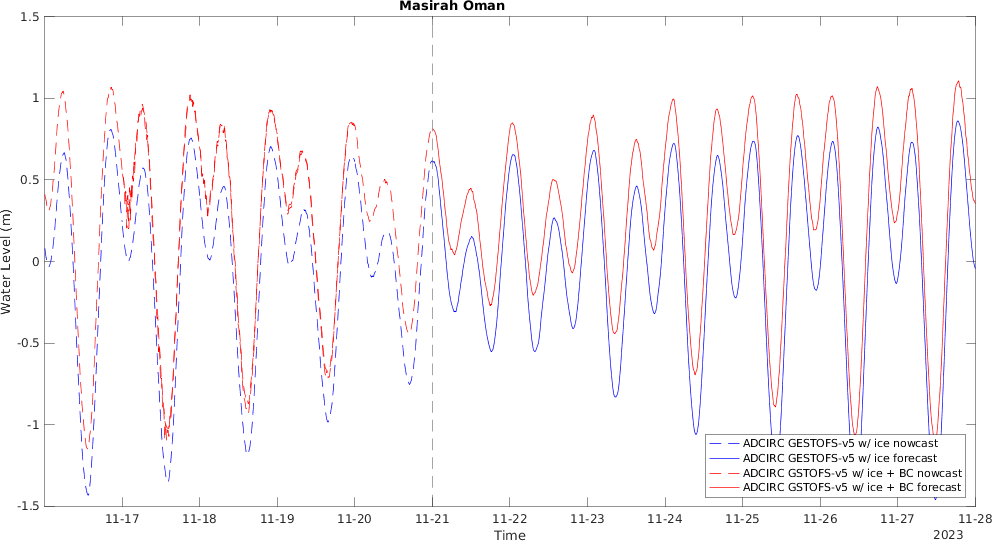 Masirah Oman
1.5
1
0.5
0
-0.5
-1
-1.5
Water Level (m)
ADCIRC GESTOFS-v5 w/ ice nowcast
ADCIRC GESTOFS-v5 w/ ice forecast
ADCIRC GSTOFS-v5 w/ ice + BC nowcast
ADCIRC GSTOFS-v5 w/ ice + BC forecast
11-17 11-18 11-19 11-20 11-21 11-22 11-23 11-24 11-25 11-26 11-27 11-28
Time
2023